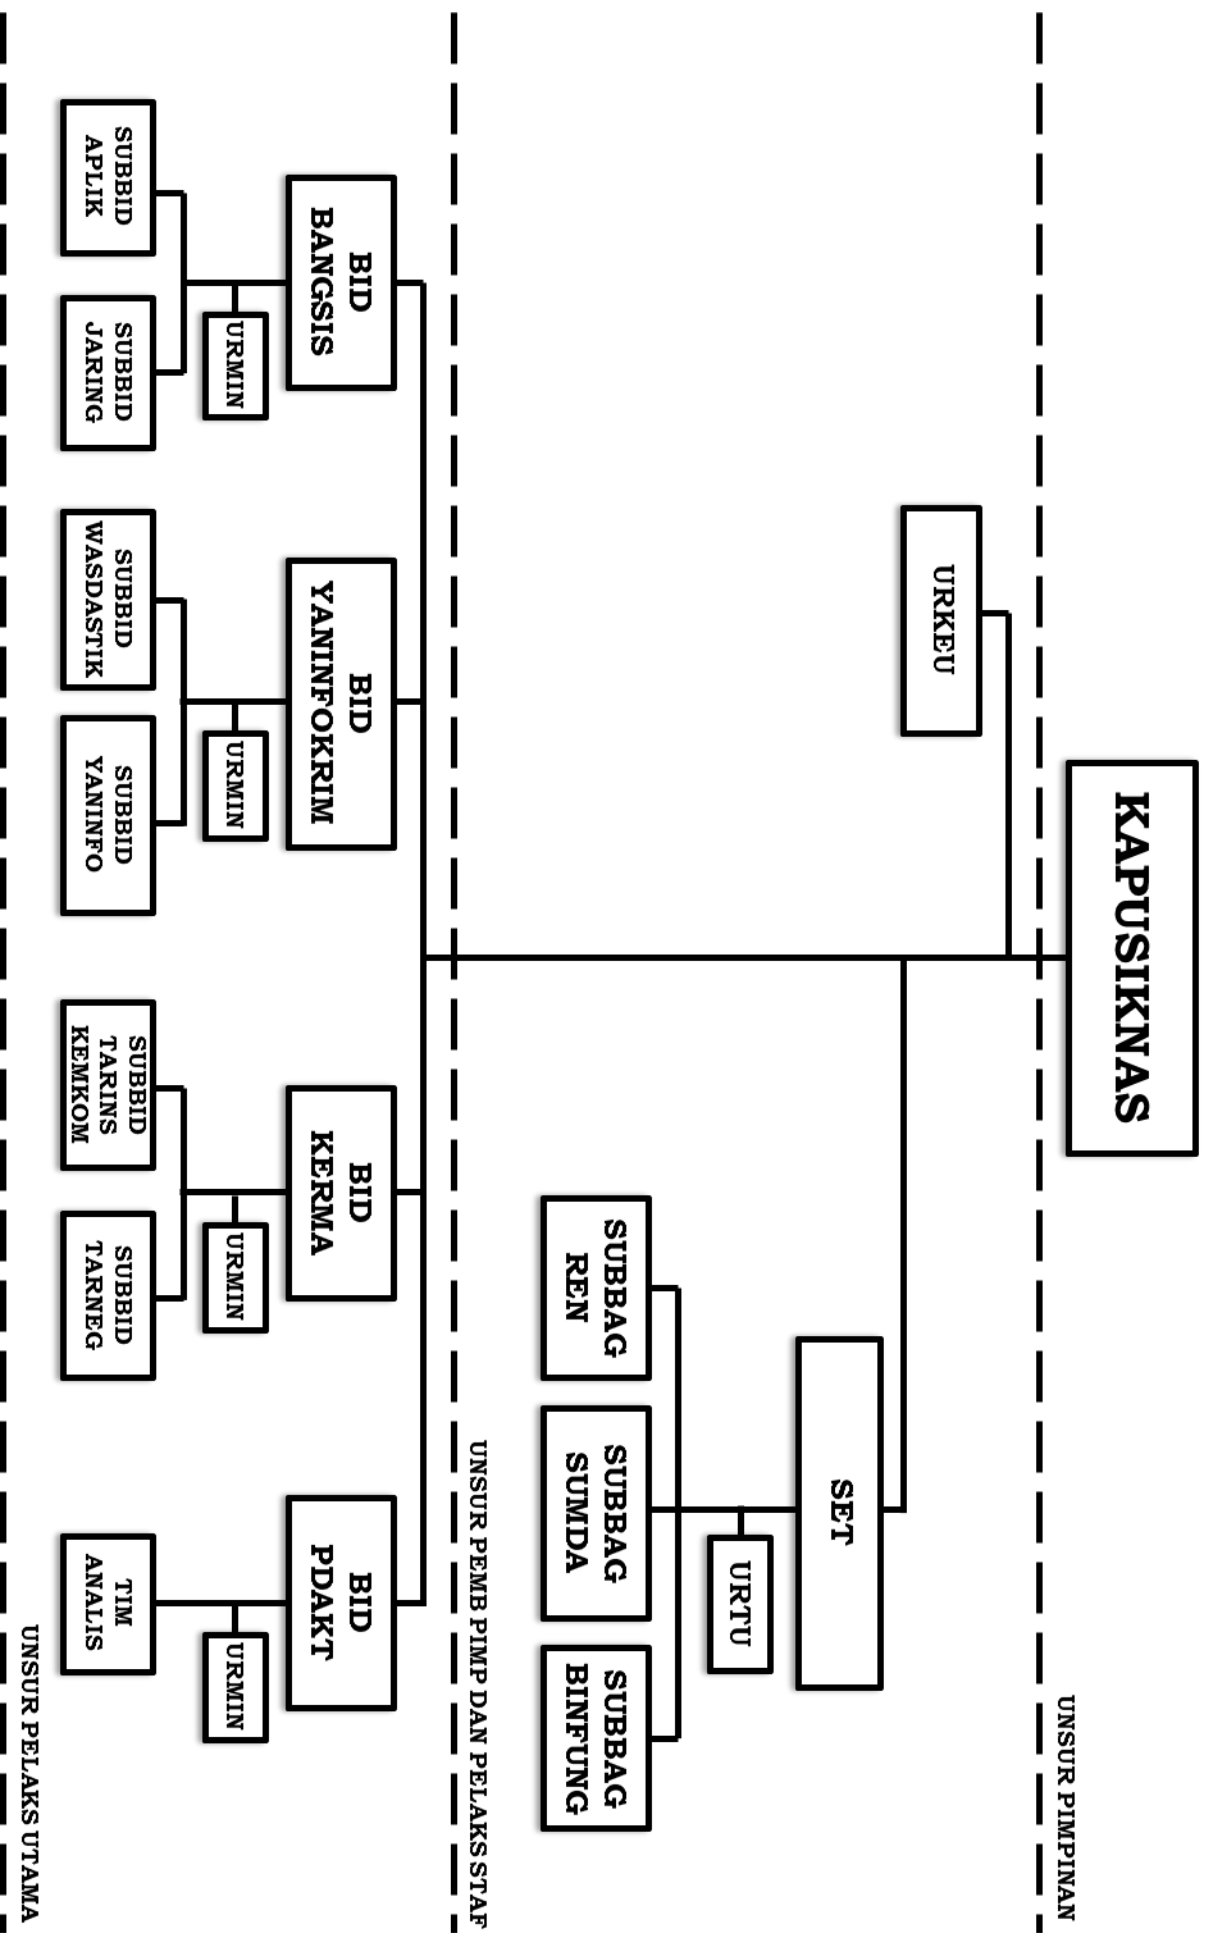 KAPUSIKNAS
UNSUR PIMPINAN
URKEU
SET
URTU
SUBBAG
REN
SUBBAG
SUMDA
SUBBAG
BINFUNG
UNSUR PEMB PIMP DAN PELAKS STAF
BID
BANGSIS
BID
YANINFOKRIM
BID
KERMA
BID
PDAKT
URMIN
URMIN
URMIN
URMIN
SUBBID
APLIK
SUBBID
JARING
SUBBID
WASDASTIK
SUBBID
YANINFO
SUBBID
TARINS
KEMKOM
SUBBID
TARNEG
TIM
ANALIS
UNSUR PELAKS UTAMA